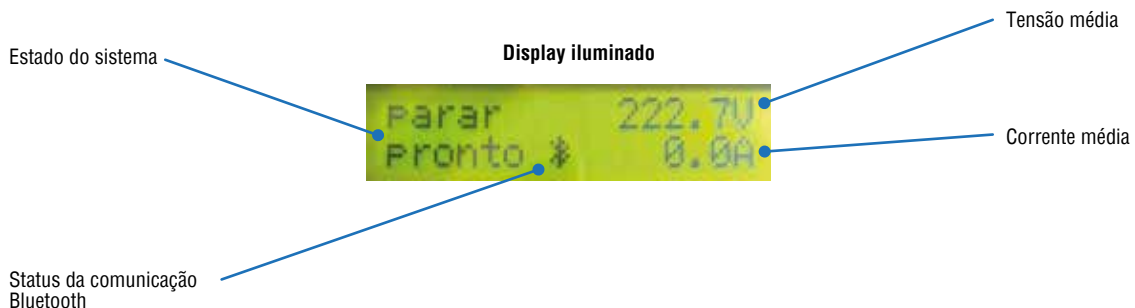 Tensão média
Estado do sistema
Display iluminado
parar 222.7V
pronto 0.0A
Corrente média
Status da comunicação
Bluetooth